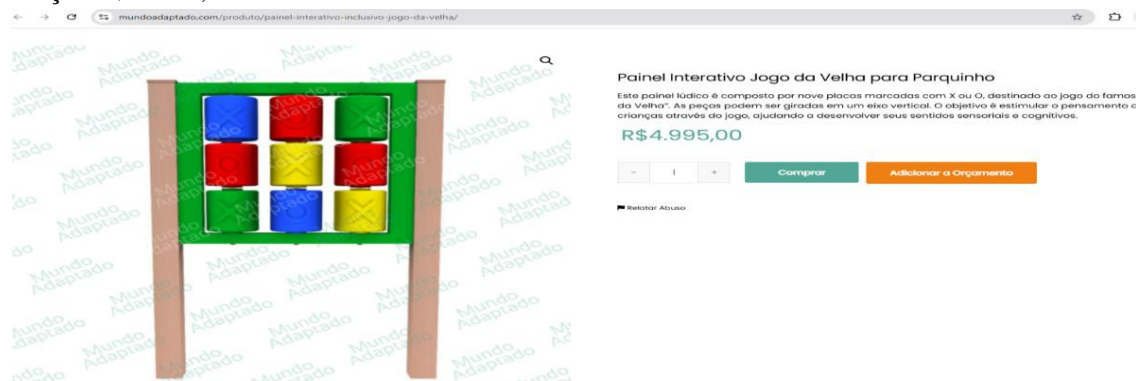 mundoadaptado.com/produto/painel-interativo-inclusivo-jogo-da-velha/
Painel Interativo Jogo da Velha para Parquinho
Este painel lúdico é composto por nove placas marcadas com X ou O, destinado ao jogo do famos
da Velha". As peças podem ser giradas em um eixo vertical. O objetivo é estimular o pensamento
crianças através do jogo, ajudando a desenvolver seus sentidos sensoriais e cognitivos.
R$4.995,00
- 1 +
Comprar
Adicionar a Orçamento
Relatar Abuso
Mundo
Adaptado